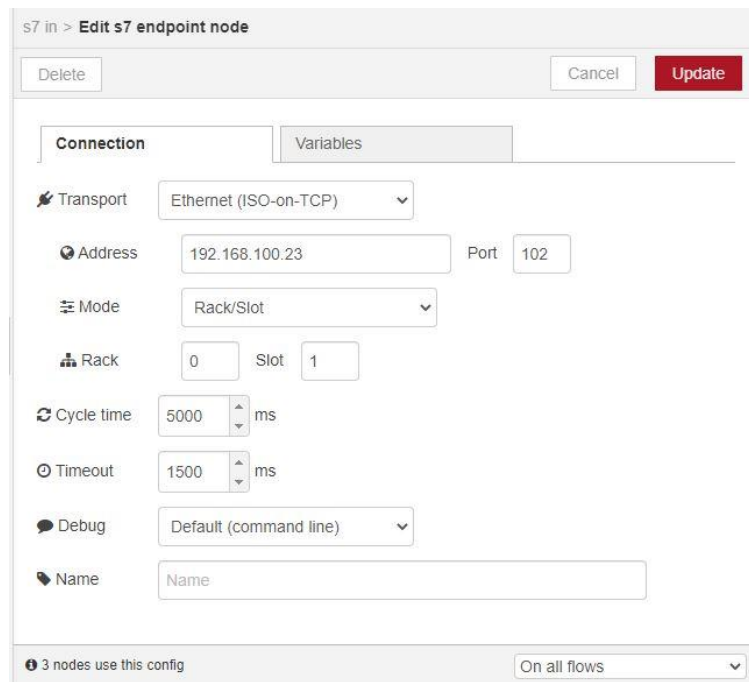 s7 in > Edit s7 endpoint node
Delete Cancel Update
Connection Variables
Transport Ethernet (ISO-on-TCP)
Address 192.168.100.23 Port 102
Mode Rack/Slot
Rack 0 Slot 1
Cycle time 5000 ms
Timeout 1500 ms
Debug Default (command line)
Name Name
3 nodes use this config On all flows